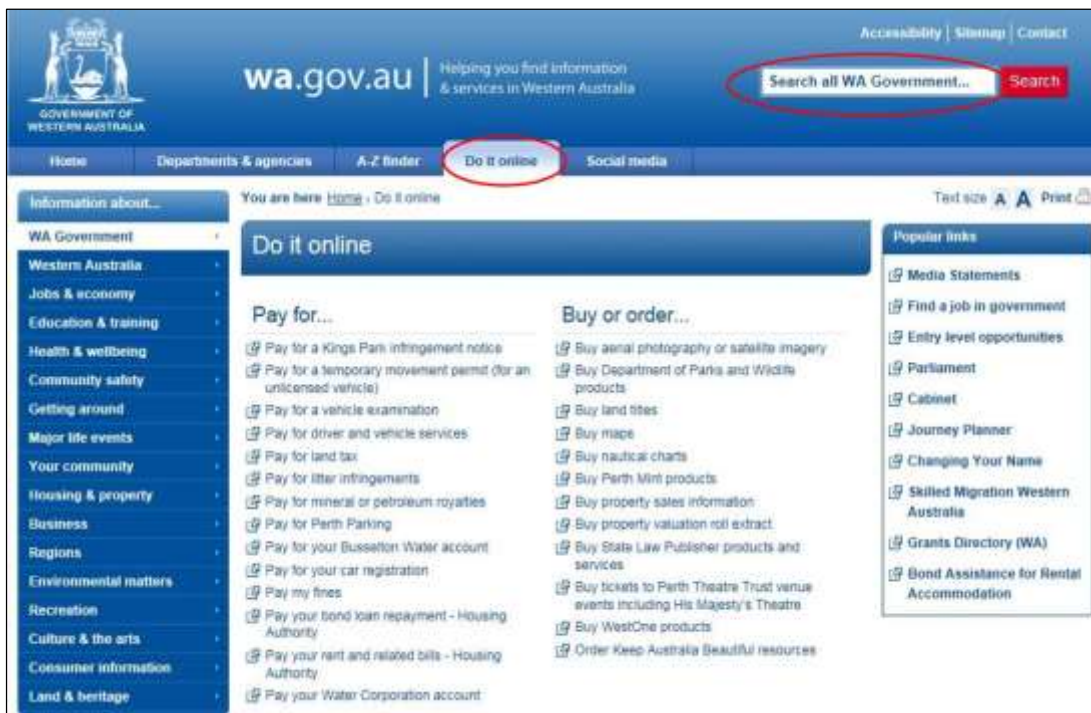 Accessibility | Sitemap | Contact
GOVERNMENT OF
WESTERN AUSTRALIA
wa.gov.au
Helping you find information
& services in Western Australia
Search all WA Government...
Search
Home
Departments & agencies
A-Z finder
Do it online
Social media
Information about...
WA Government
Western Australia
Jobs & economy
Education & training
Health & wellbeing
Community safety
Getting around
Major life events
Your community
Housing & property
Business
Regions
Environmental matters
Recreation
Culture & the arts
Consumer information
Land & heritage
You are here Home › Do it online
Text size A A Print
Do it online
Pay for...
Pay for a Kings Park infringement notice
Pay for a temporary movement permit (for an
unlicensed vehicle)
Pay for a vehicle examination
Pay for driver and vehicle services
Pay for land tax
Pay for litter infringements
Pay for mineral or petroleum royalties
Pay for Perth Parking
Pay for your Busselton Water account
Pay for your car registration
Pay my fines
Pay your bond loan repayment - Housing
Authority
Pay your rent and related bills - Housing
Authority
Pay your Water Corporation account
Buy or order...
Buy aerial photography or satellite imagery
Buy Department of Parks and Wildlife
products
Buy land titles
Buy maps
Buy nautical charts
Buy Perth Mint products
Buy property sales information
Buy property valuation roll extract
Buy State Law Publisher products and
services
Buy tickets to Perth Theatre Trust venue
events including His Majesty's Theatre
Buy WestOne products
Order Keep Australia Beautiful resources
Popular links
Media Statements
Find a job in government
Entry level opportunities
Parliament
Cabinet
Journey Planner
Changing Your Name
Skilled Migration Western
Australia
Grants Directory (WA)
Bond Assistance for Rental
Accommodation